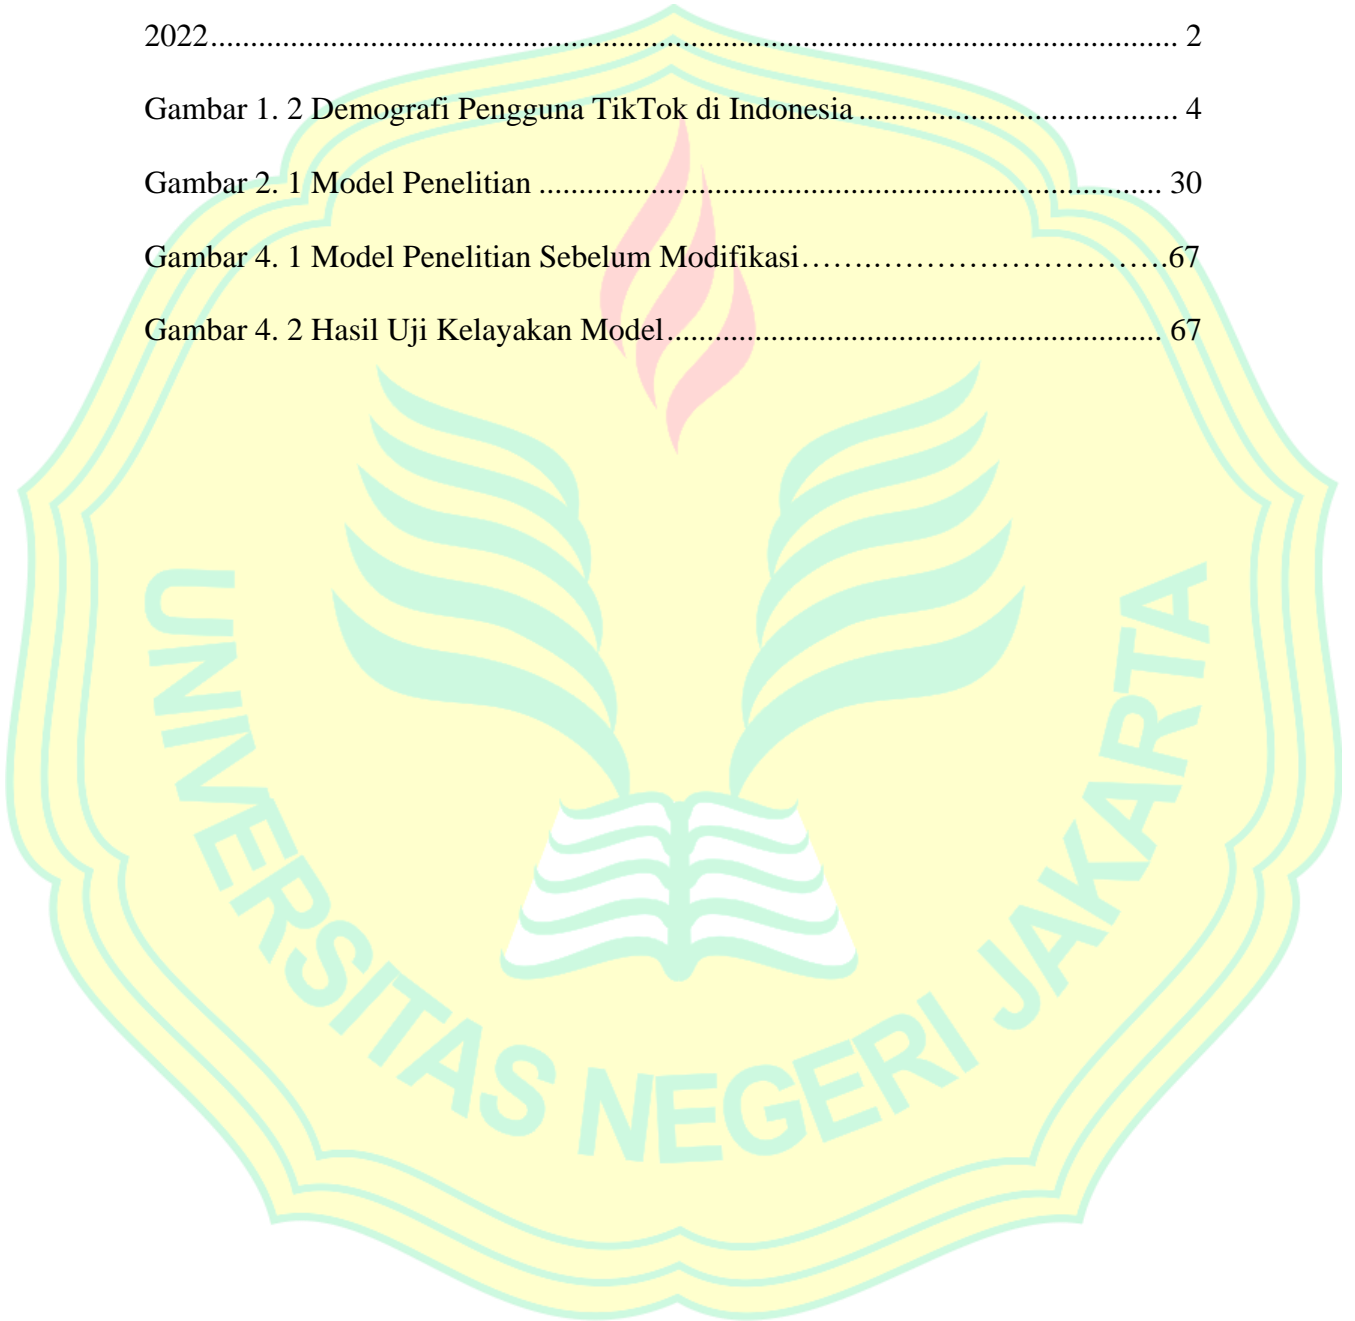 2022........................................................................................................................ 2
Gambar 1. 2 Demografi Pengguna TikTok di Indonesia ........................................ 4
Gambar 2. 1 Model Penelitian .............................................................................. 30
Gambar 4. 1 Model Penelitian Sebelum Modifikasi…….……………………….67
Gambar 4. 2 Hasil Uji Kelayakan Model.............................................................. 67
UNIVERSITAS NEGERI JAKARTA